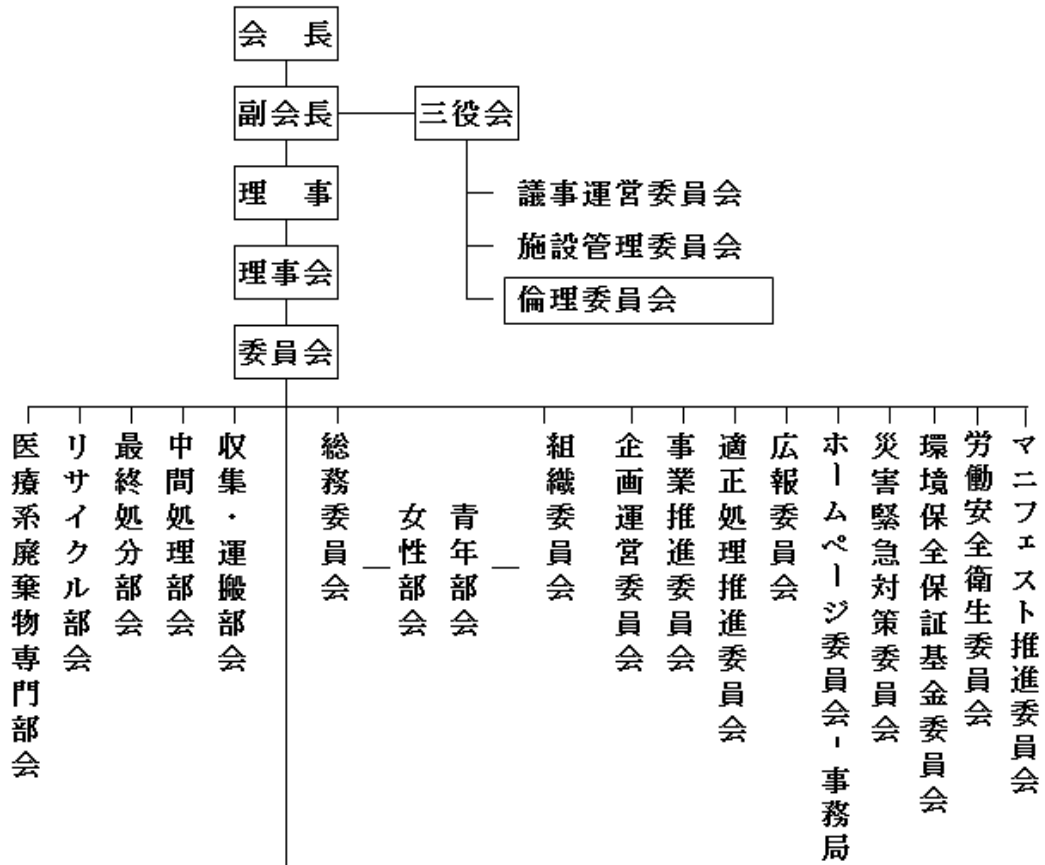 会　長
副会長
三役会
理　事
議事運営委員会
施設管理委員会
理事会
倫理委員会
委員会
医療系廃棄物専門部会
リサイクル部会
最終処分部会
中間処理部会
収集・運搬部会
総務委員会
女性部会
青年部会
組織委員会
企画運営委員会
事業推進委員会
適正処理推進委員会
広報委員会
ホームページ委員会-事務局
災害緊急対策委員会
環境保全保証基金委員会
労働安全衛生委員会
マニフェスト推進委員会